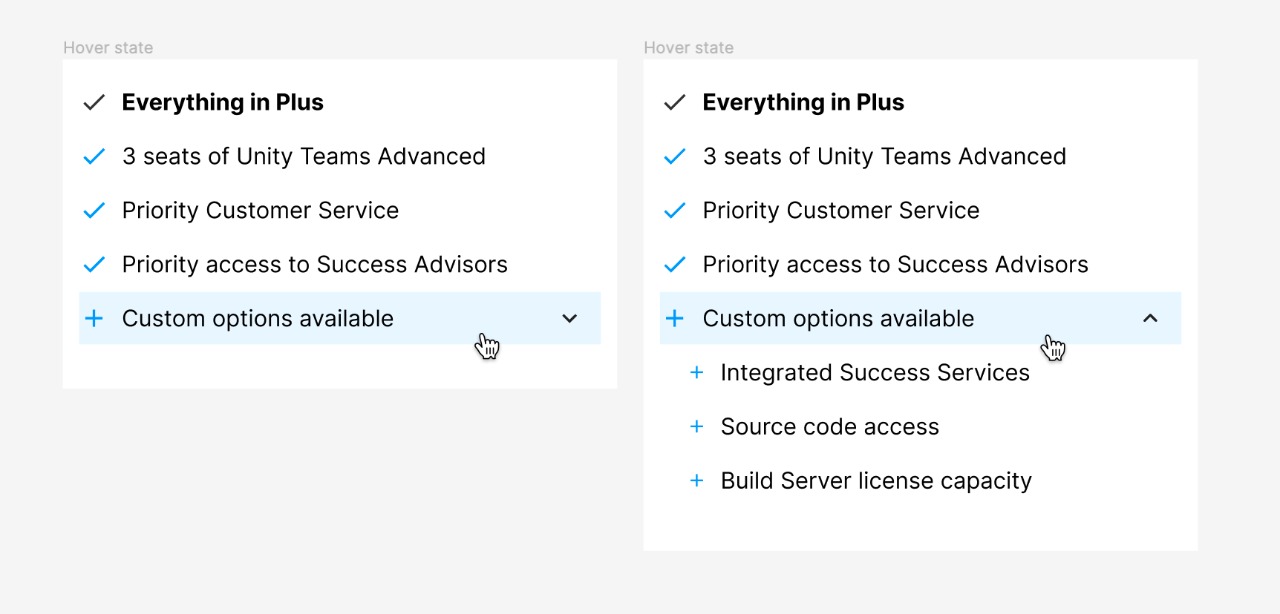 Hover state
Everything in Plus
3 seats of Unity Teams Advanced
Priority Customer Service
Priority access to Success Advisors
Custom options available
Hover state
Everything in Plus
3 seats of Unity Teams Advanced
Priority Customer Service
Priority access to Success Advisors
Custom options available
Integrated Success Services
Source code access
Build Server license capacity